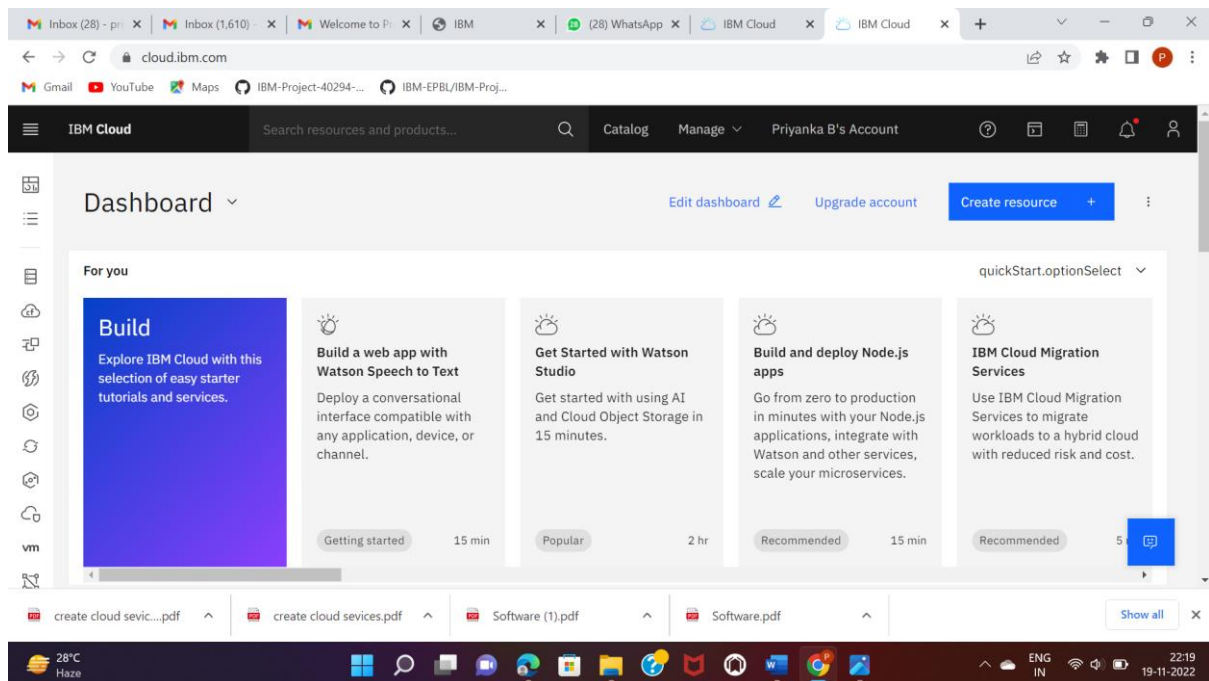 Inbox (28) - pri
Inbox (1,610) -
Welcome to Pr
IBM
(28) WhatsApp
IBM Cloud
IBM Cloud
cloud.ibm.com
P
Gmail
YouTube
Maps
IBM-Project-40294-...
IBM-EPBL/IBM-Proj...
IBM Cloud
Search resources and products...
Catalog
Manage
Priyanka B's Account
Dashboard
Edit dashboard
Upgrade account
Create resource +
For you
quickStart.optionSelect
Build
Explore IBM Cloud with this
selection of easy starter
tutorials and services.
Build a web app with
Watson Speech to Text
Deploy a conversational
interface compatible with
any application, device, or
channel.
Getting started
15 min
Get Started with Watson
Studio
Get started with using AI
and Cloud Object Storage in
15 minutes.
Popular
2 hr
Build and deploy Node.js
apps
Go from zero to production
in minutes with your Node.js
applications, integrate with
Watson and other services,
scale your microservices.
Recommended
15 min
IBM Cloud Migration
Services
Use IBM Cloud Migration
Services to migrate
workloads to a hybrid cloud
with reduced risk and cost.
Recommended
5
vm
create cloud sevic....pdf
create cloud sevices.pdf
Software (1).pdf
Software.pdf
Show all
28°C
Haze
ENG
IN
22:19
19-11-2022